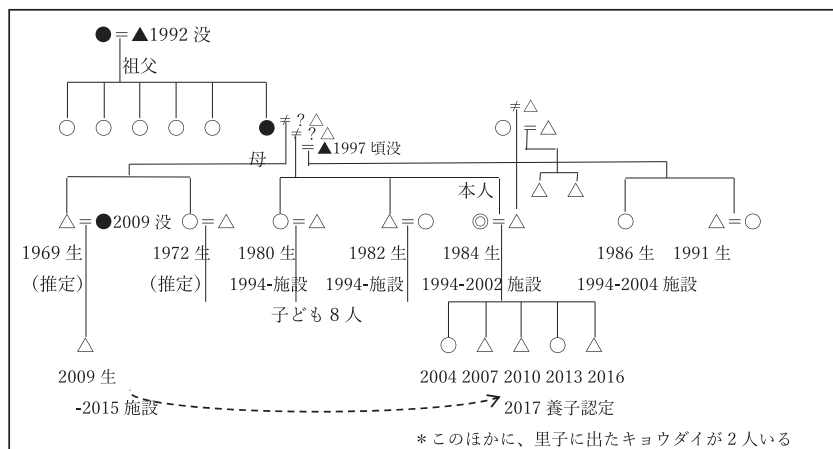 ●=▲1992 没
祖父
≠?△
≠?△
=▲1997 頃没
≠△
○=△
母
本人
△=●2009 没
○=△
○=△
△=○
◎=△
○
△=○
1969 生
1972 生
1980 生
1982 生
1984 生
1986 生
1991 生
(推定)
(推定)
1994-施設
1994-施設
1994-2002 施設
1994-2004 施設
子ども 8 人
2009 生
2004 2007 2010 2013 2016
-2015 施設
2017 養子認定
*このほかに、里子に出たキョウダイが 2 人いる